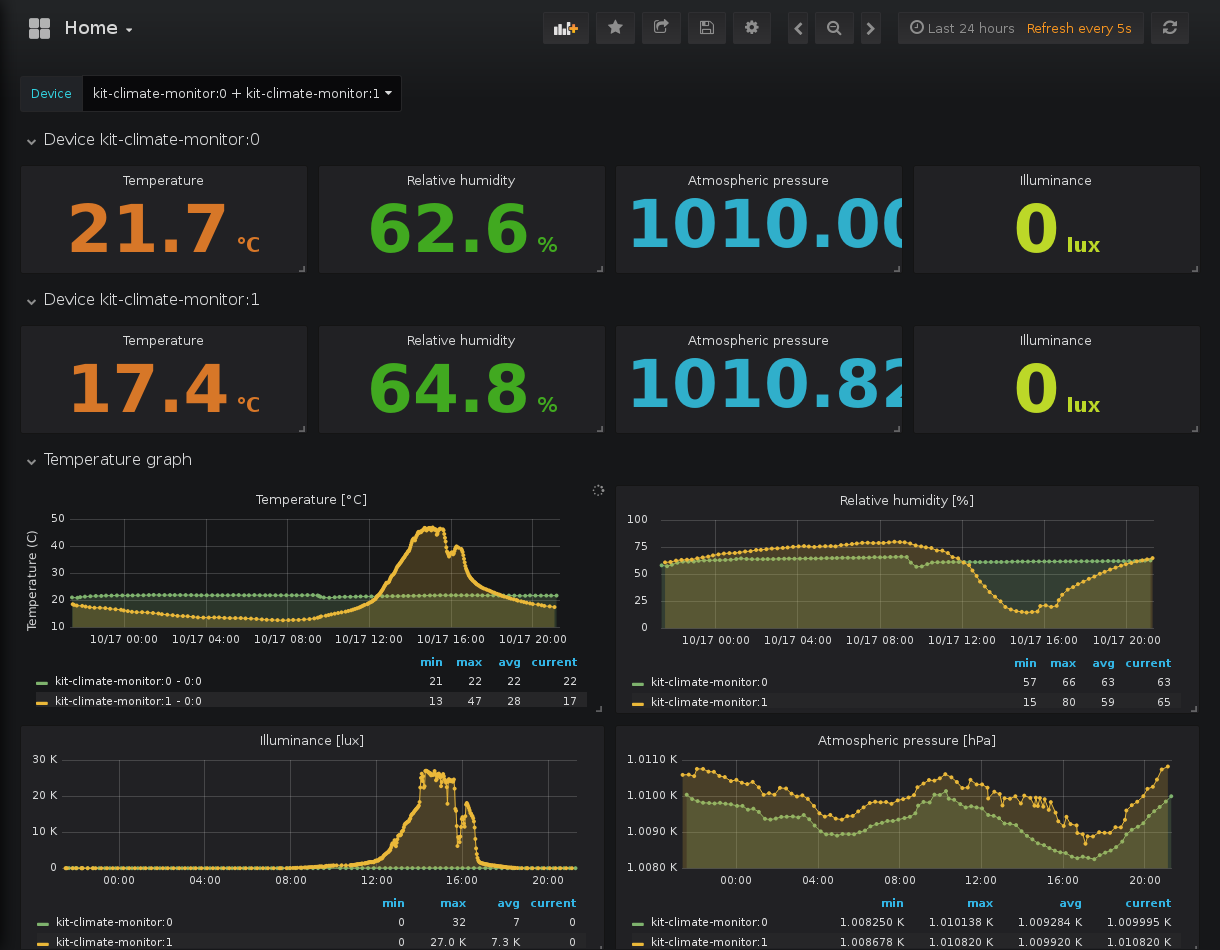 Home
Last 24 hours Refresh every 5s
Device kit-climate-monitor:0 + kit-climate-monitor:1
Device kit-climate-monitor:0
Temperature Relative humidity Atmospheric pressure Illuminance
21.7 °C 62.6 % 1010.00 0 lux
Device kit-climate-monitor:1
Temperature Relative humidity Atmospheric pressure Illuminance
17.4 °C 64.8 % 1010.82 0 lux
Temperature graph
Temperature [°C]
Temperature (C)
50
40
30
20
10
10/17 00:00 10/17 04:00 10/17 08:00 10/17 12:00 10/17 16:00 10/17 20:00
min max avg current
kit-climate-monitor:0 - 0:0 21 22 22 22
kit-climate-monitor:1 - 0:0 13 47 28 17
Relative humidity [%]
100
75
50
25
0
10/17 00:00 10/17 04:00 10/17 08:00 10/17 12:00 10/17 16:00 10/17 20:00
min max avg current
kit-climate-monitor:0 57 66 63 63
kit-climate-monitor:1 15 80 59 65
Illuminance [lux]
30 K
20 K
10 K
0
00:00 04:00 08:00 12:00 16:00 20:00
min max avg current
kit-climate-monitor:0 0 32 7 0
kit-climate-monitor:1 0 27.0 K 7.3 K 0
Atmospheric pressure [hPa]
1.0110 K
1.0100 K
1.0090 K
1.0080 K
00:00 04:00 08:00 12:00 16:00 20:00
min max avg current
kit-climate-monitor:0 1.008250 K 1.010138 K 1.009284 K 1.009995 K
kit-climate-monitor:1 1.008678 K 1.010820 K 1.009920 K 1.010820 K